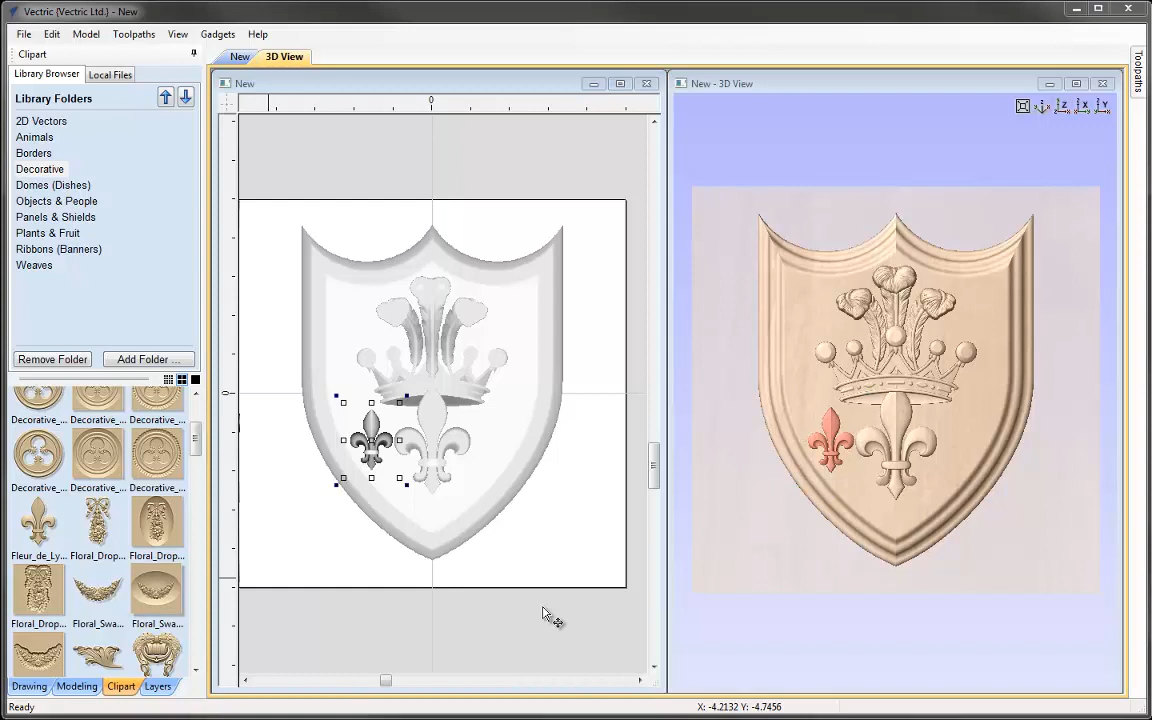 Vectric {Vectric Ltd.} - New
File Edit Model Toolpaths View Gadgets Help
Clipart
New 3D View
Library Browser Local Files
New
New - 3D View
Toolpaths
Library Folders
0
Z X Y
2D Vectors
Animals
Borders
Decorative
Domes (Dishes)
Objects & People
Panels & Shields
Plants & Fruit
Ribbons (Banners)
Weaves
Remove Folder Add Folder ...
0
Decorative_... Decorative_... Decorative_...
Decorative_... Decorative_... Decorative_...
Fleur_de_Ly... Floral_Drop... Floral_Drop...
Floral_Drop... Floral_Swa... Floral_Swa...
Drawing Modeling Clipart Layers
Ready
X: -4.2132 Y: -4.7456